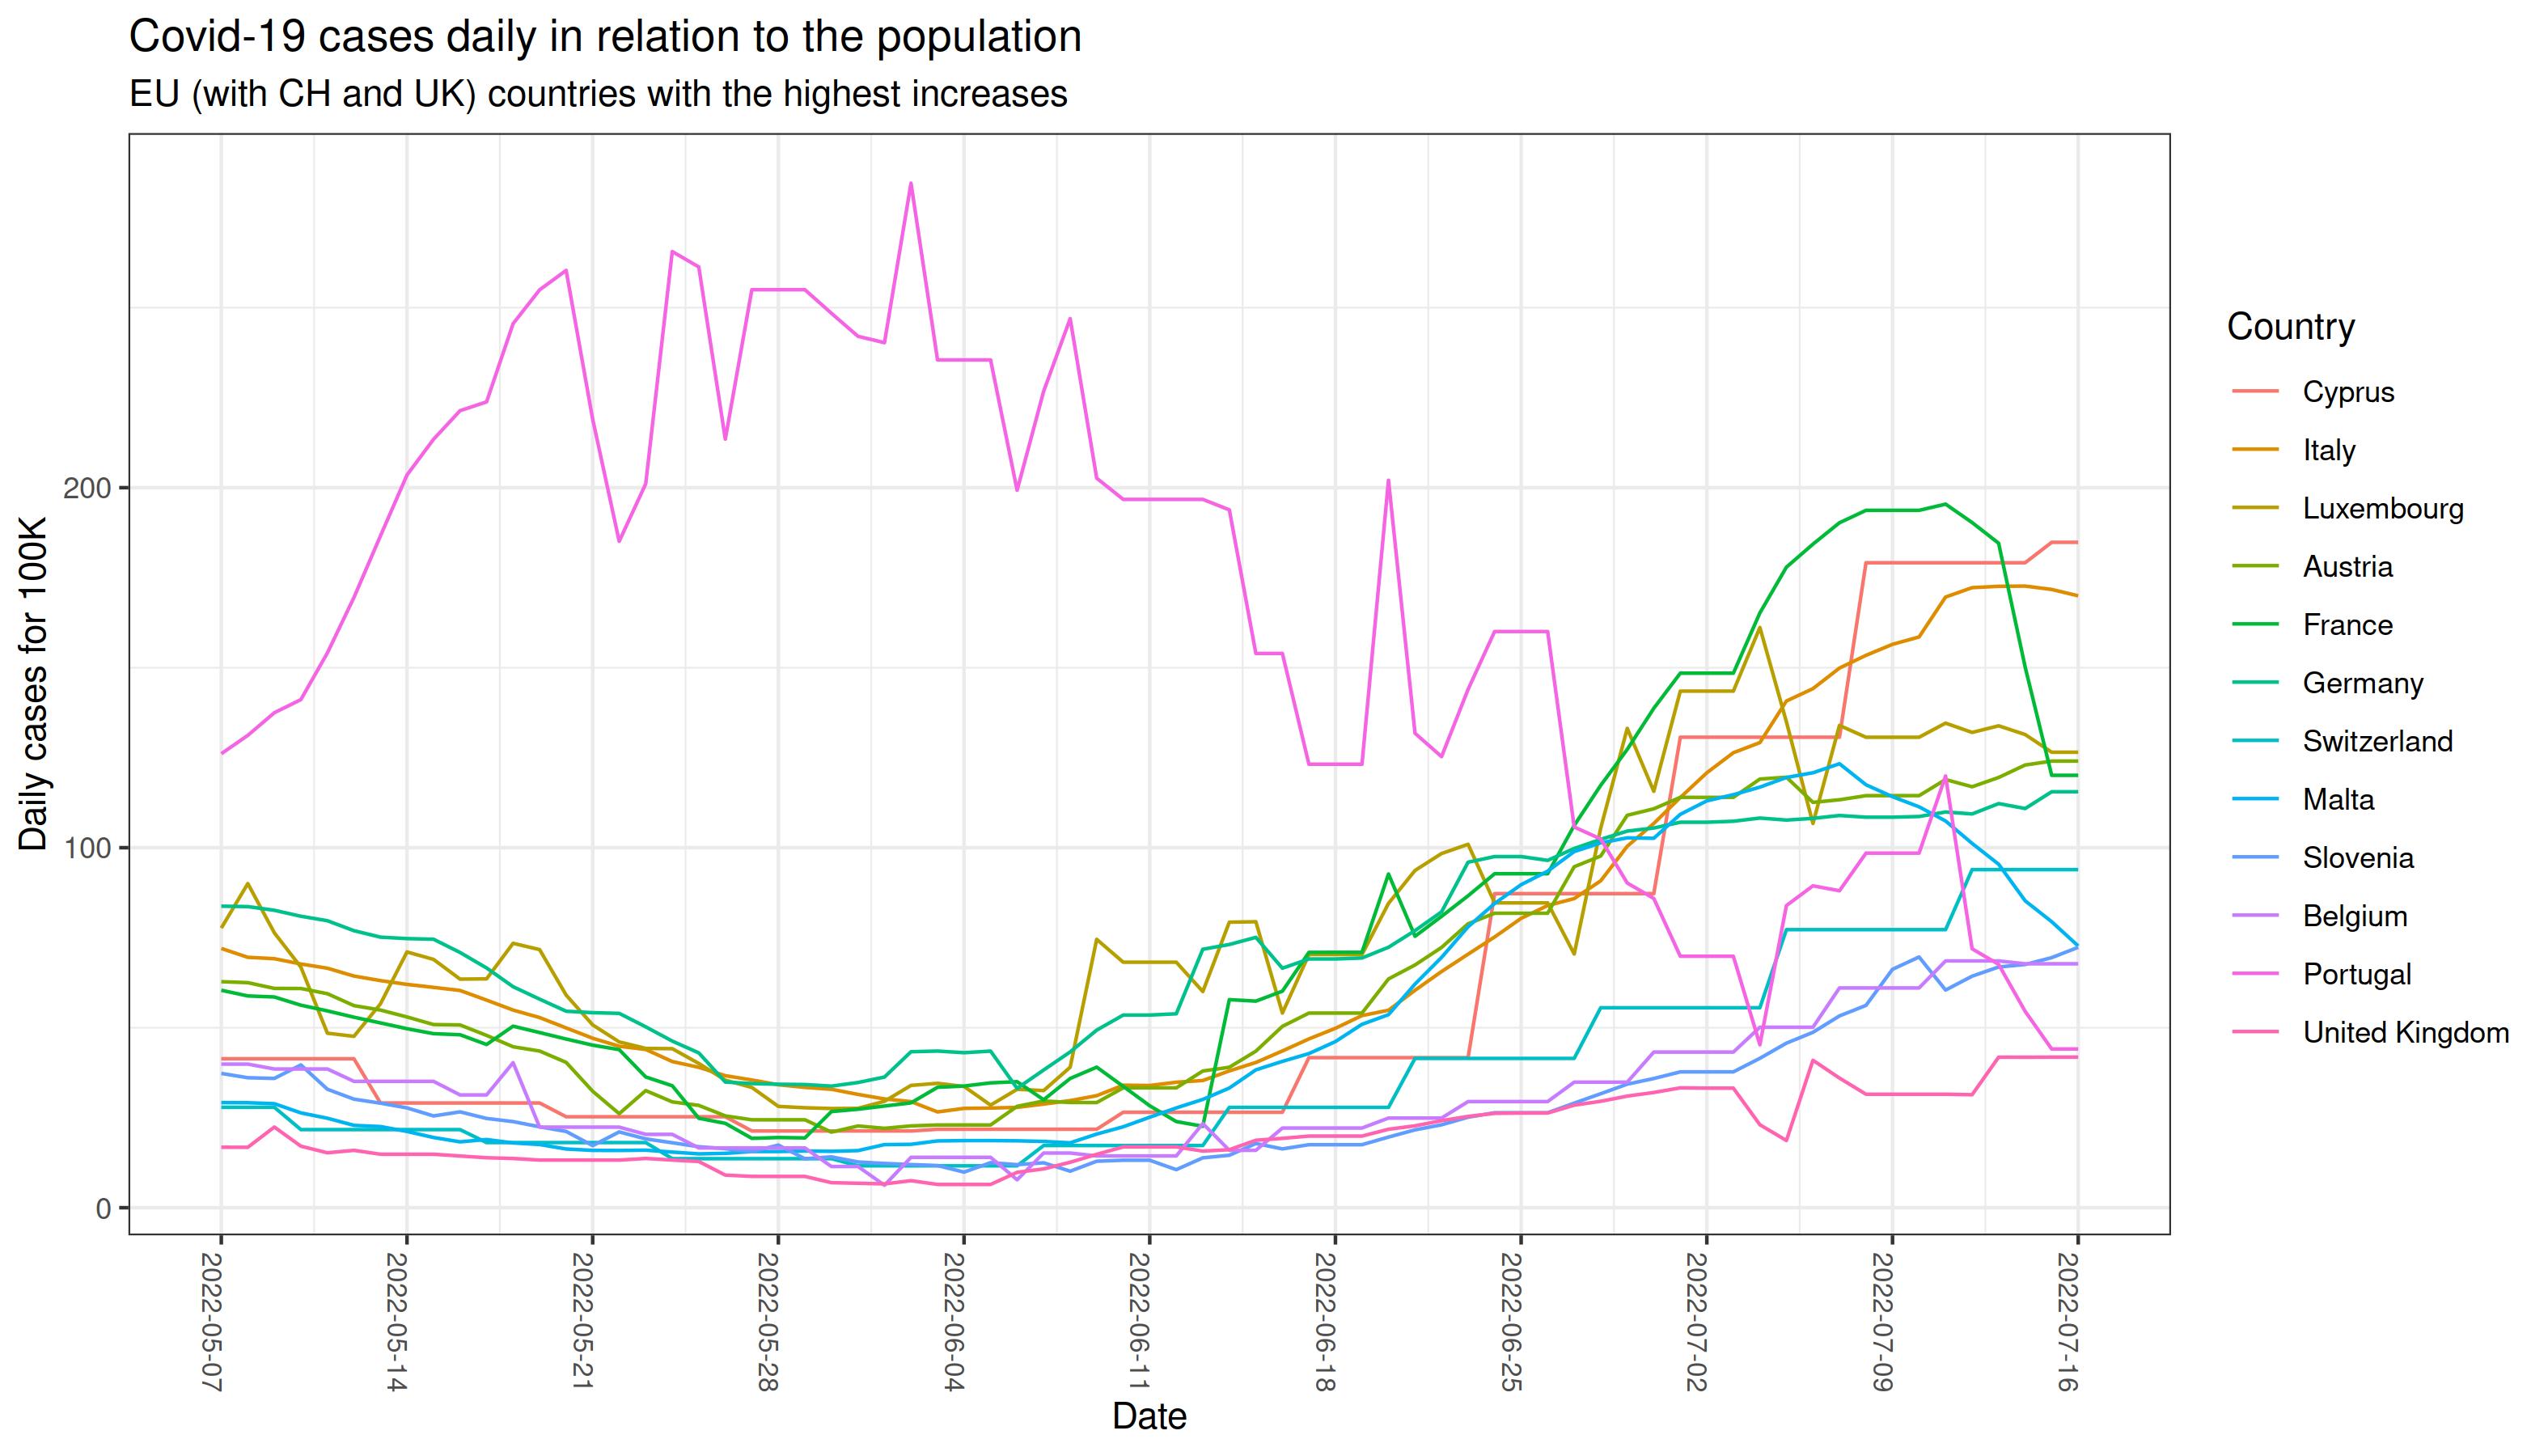 Covid-19 cases daily in relation to the population
EU (with CH and UK) countries with the highest increases
Daily cases for 100K
200
100
0
2022-05-07
2022-05-14
2022-05-21
2022-05-28
2022-06-04
2022-06-11
2022-06-18
2022-06-25
2022-07-02
2022-07-09
2022-07-16
Date
Country
Cyprus
Italy
Luxembourg
Austria
France
Germany
Switzerland
Malta
Slovenia
Belgium
Portugal
United Kingdom